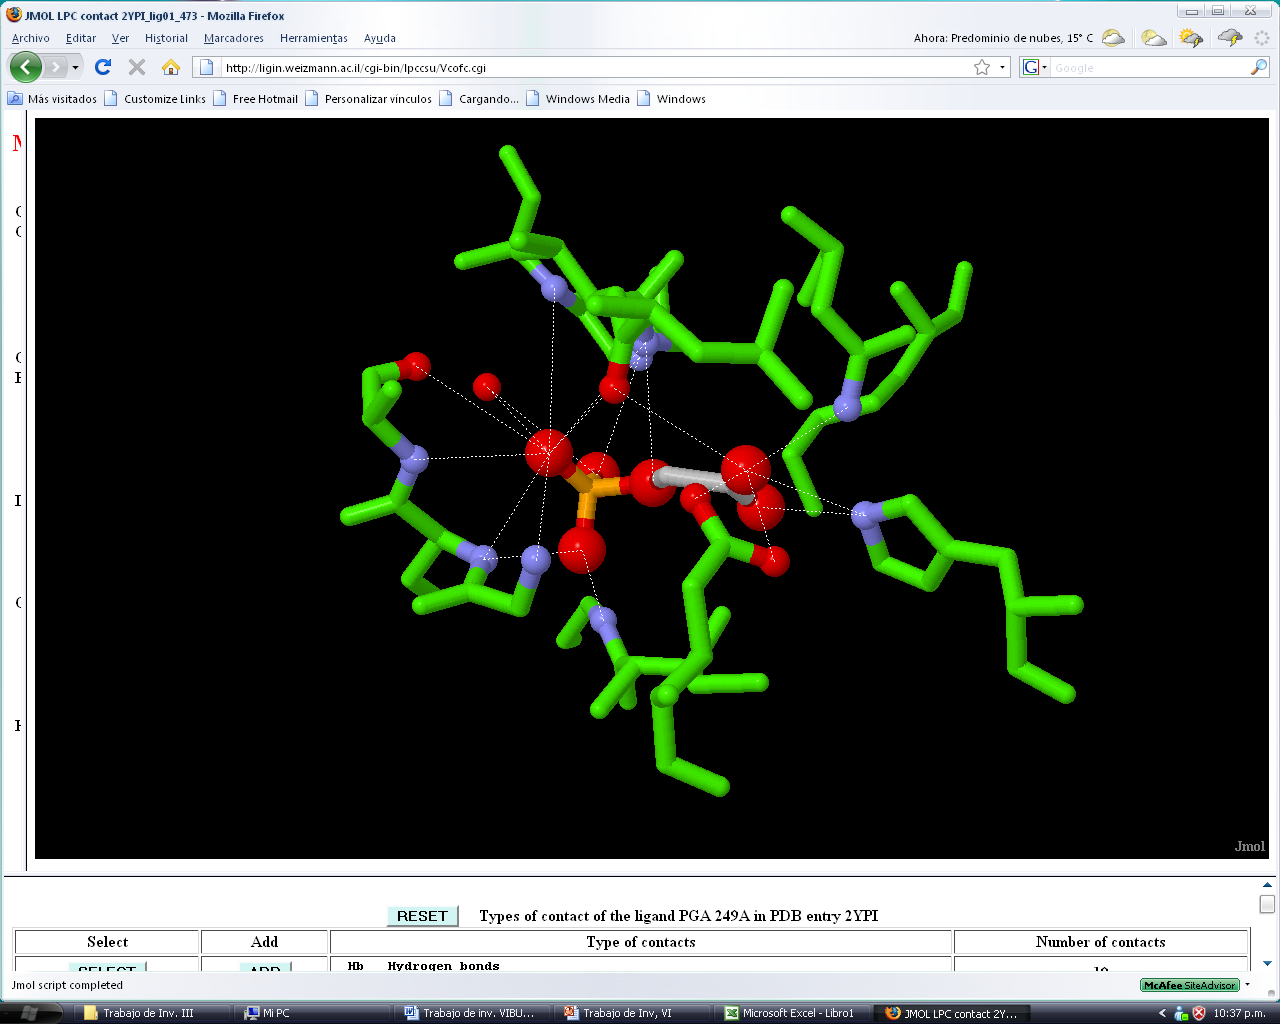 JMOL LPC contact 2YPI_lig01_473 - Mozilla Firefox
Archivo Editar Ver Historial Marcadores Herramientas Ayuda
Ahora: Predominio de nubes, 15° C
http://ligin.weizmann.ac.il/cgi-bin/lpccsu/Vcofc.cgi
Google
Más visitados Customize Links Free Hotmail Personalizar vínculos Cargando... Windows Media Windows
Jmol
RESET Types of contact of the ligand PGA 249A in PDB entry 2YPI
Select Add Type of contacts Number of contacts
SELECT ADD Hb Hydrogen bonds
Jmol script completed
McAfee SiteAdvisor
Trabajo de Inv. III Mi PC Trabajo de inv. VIBU... Trabajo de Inv, VI Microsoft Excel - Libro1 JMOL LPC contact 2Y... 10:37 p.m.